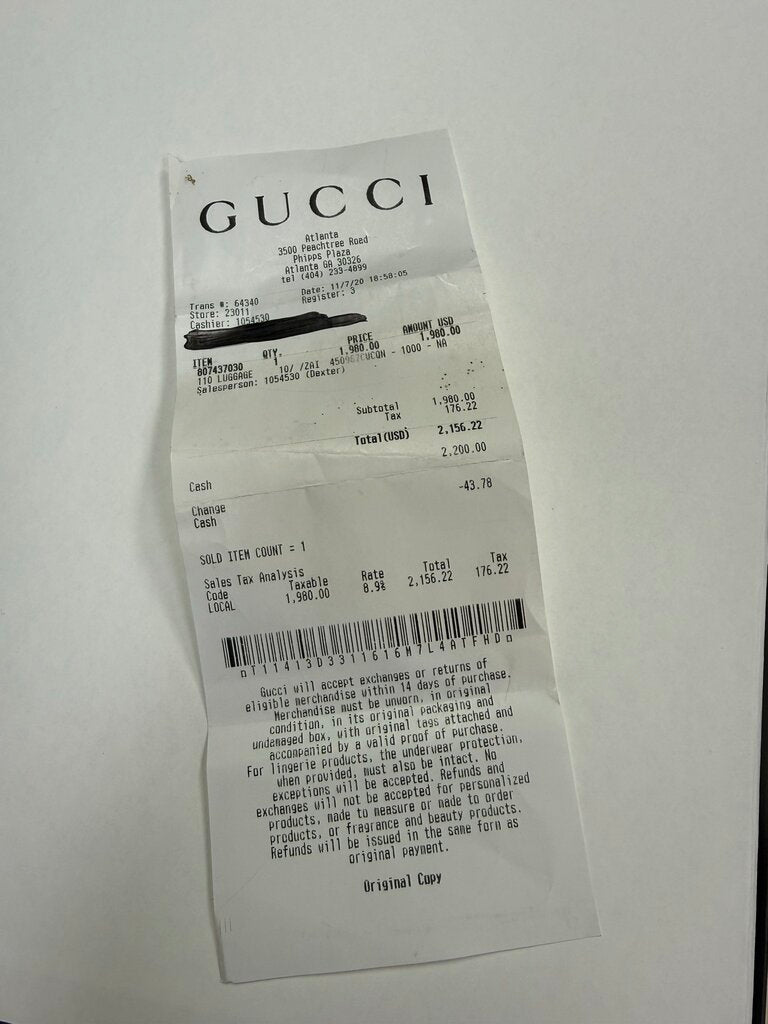 GUCCI
Atlanta
3500 Peachtree Road
Phipps Plaza
Atlanta GA 30326
tel (404) 233-4899
Date: 11/7/20 18:58:05
Trans #: 64340 Register: 3
Store: 23011
Cashier: 1054530
ITEM QTY. PRICE AMOUNT USD
807437030 1 1,980.00 1,980.00
110 LUGGAGE 10/ /ZAI - 1000 - NA
Salesperson: 1054530 (Dexter)
Subtotal 1,980.00
Tax 176.22
Total(USD) 2,156.22
Cash 2,200.00
Change
Cash -43.78
SOLD ITEM COUNT = 1
Sales Tax Analysis
Code Taxable Rate Total Tax
LOCAL 1,980.00 8.9% 2,156.22 176.22
T11413D3311616M7L4ATFHD
Gucci will accept exchanges or returns of
eligible merchandise within 14 days of purchase.
Merchandise must be unworn, in original
condition, in its original packaging and
undamaged box, with original tags attached and
accompanied by a valid proof of purchase.
For lingerie products, the underwear protection,
when provided, must also be intact. No
exceptions will be accepted. Refunds and
exchanges will not be accepted for personalized
products, made to measure or made to order
products, or fragrance and beauty products.
Refunds will be issued in the same form as
original payment.
Original Copy